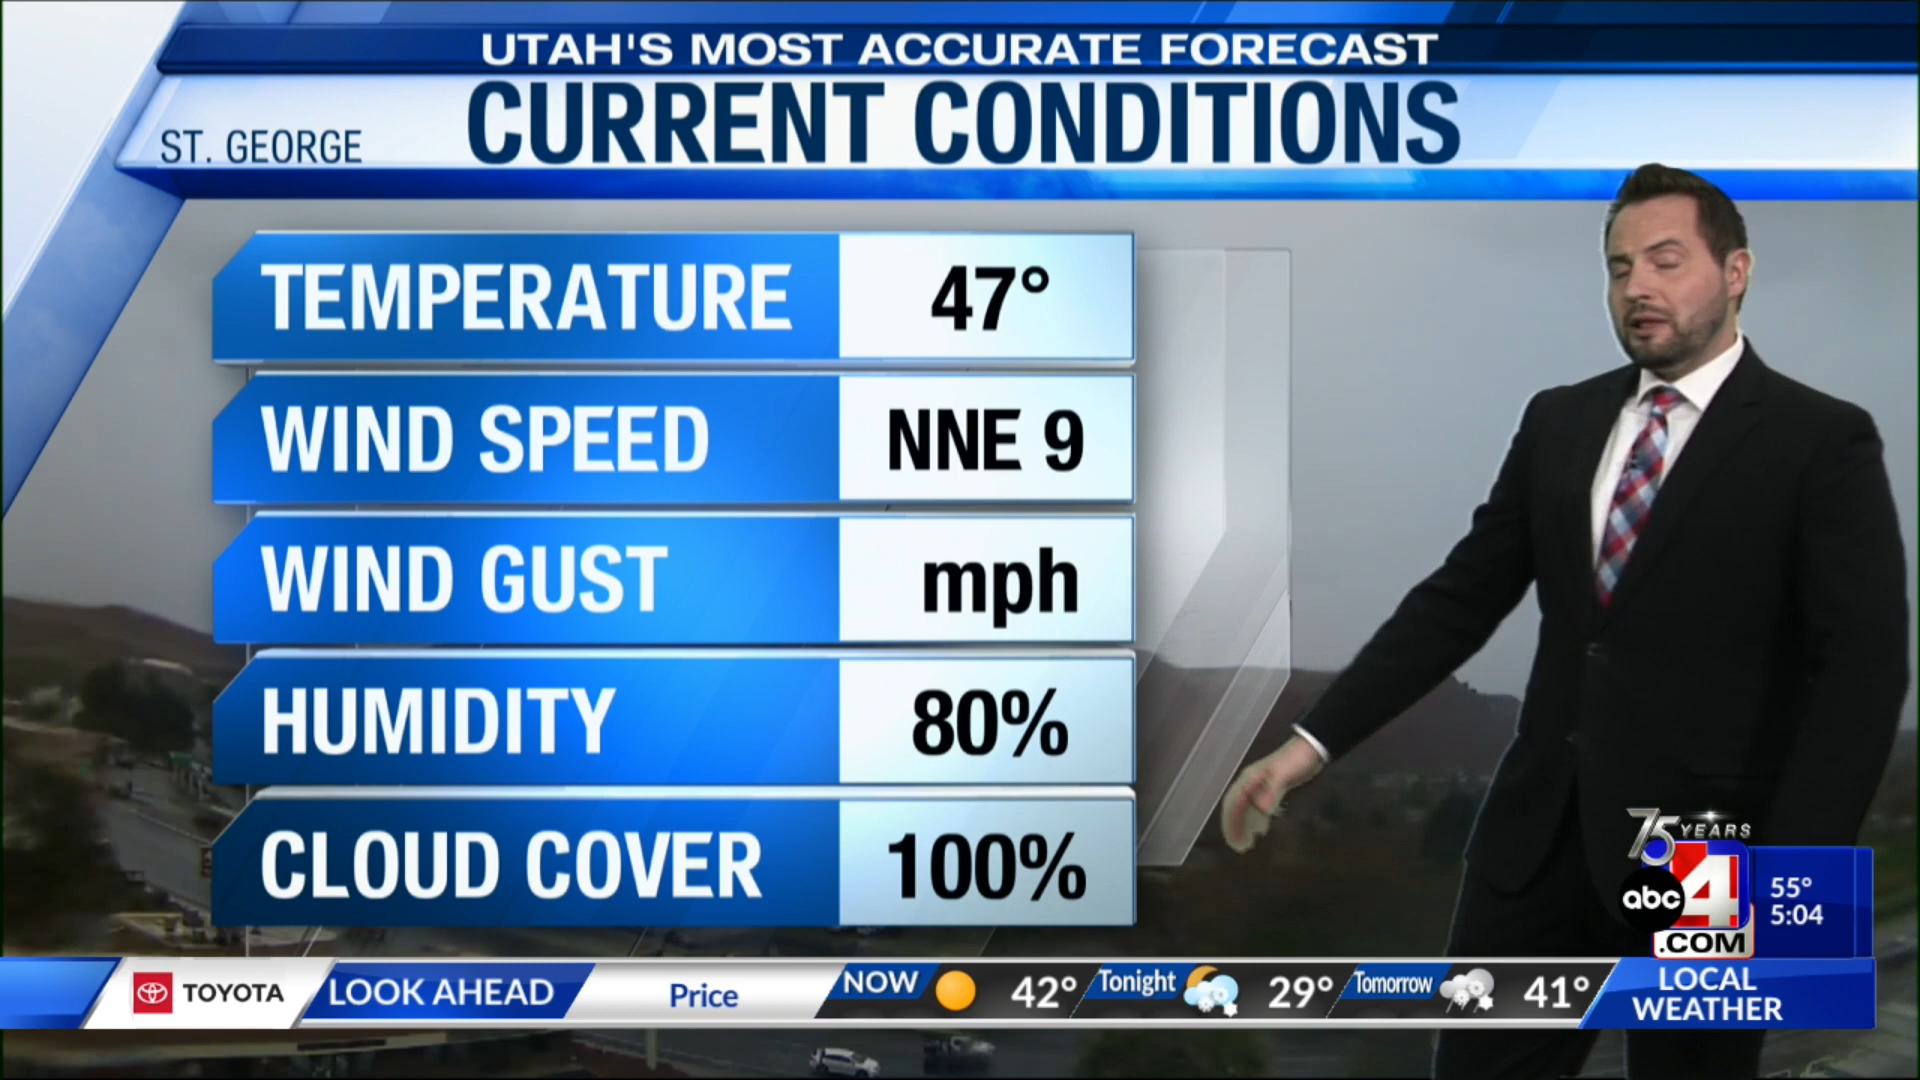 UTAH'S MOST ACCURATE FORECAST
ST. GEORGE
CURRENT CONDITIONS
TEMPERATURE 47°
WIND SPEED NNE 9
WIND GUST mph
HUMIDITY 80%
CLOUD COVER 100%
75 YEARS
abc 4
.COM
55°
5:04
TOYOTA LOOK AHEAD Price NOW 42° Tonight 29° Tomorrow 41°
LOCAL
WEATHER